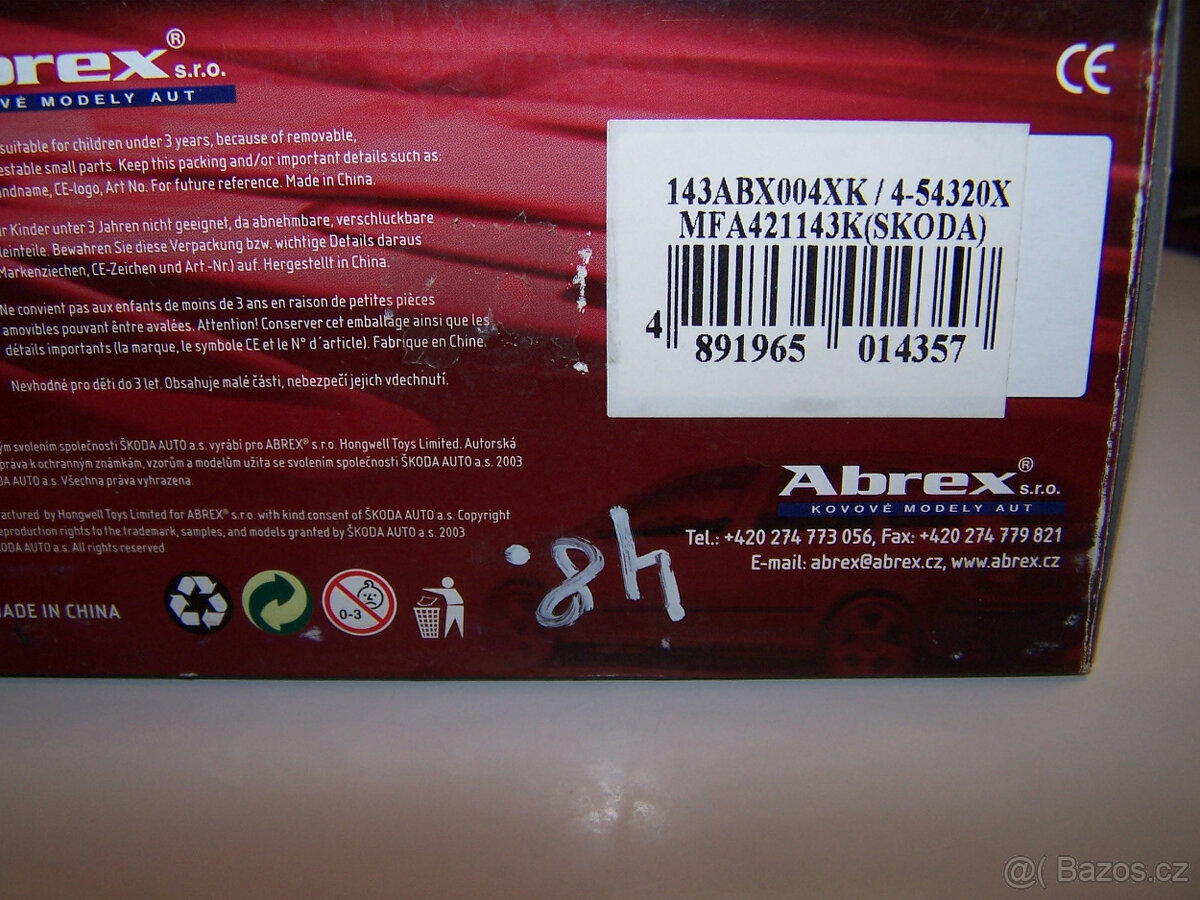 brex® s.r.o.
VÉ MODELY AUT
suitable for children under 3 years, because of removable,
estable small parts. Keep this packing and/or important details such as:
ndname, CE-logo, Art No. For future reference. Made in China.
ür Kinder unter 3 Jahren nicht geeignet, da abnehmbare, verschluckbare
leinteile. Bewahren Sie diese Verpackung bzw. wichtige Details daraus
Markenziechen, CE-Zeichen und Art.-Nr.) auf. Hergestellt in China.
Ne convient pas aux enfants de moins de 3 ans en raison de petites pièces
amovibles pouvant êntre avalées. Attention! Conserver cet emballage ainsi que les
détails importants (la marque, le symbole CE et le N° d´article). Fabrique en Chine.
Nevhodné pro děti do 3 let. Obsahuje malé části, nebezpečí jejich vdechnutí.
ým svolením společnosti ŠKODA AUTO a.s. vyrábí pro ABREX® s.r.o. Hongwell Toys Limited. Autorská
práva k ochranným známkám, vzorům a modelům užita se svolením společnosti ŠKODA AUTO a.s. 2003
DA AUTO a.s. Všechna práva vyhrazena.
actured by Hongwell Toys Limited for ABREX® s.r.o. with kind consent of ŠKODA AUTO a.s. Copyright
eproduction rights to the trademark, samples, and models granted by ŠKODA AUTO a.s. 2003
ODA AUTO a.s. All rights reserved
MADE IN CHINA
0-3
CE
143ABX004XK / 4-54320X
MFA421143K(SKODA)
4 891965 014357
Abrex® s.r.o.
KOVOVÉ MODELY AUT
Tel.: +420 274 773 056, Fax: +420 274 779 821
E-mail: abrex@abrex.cz, www.abrex.cz
48.
@( Bazos.cz